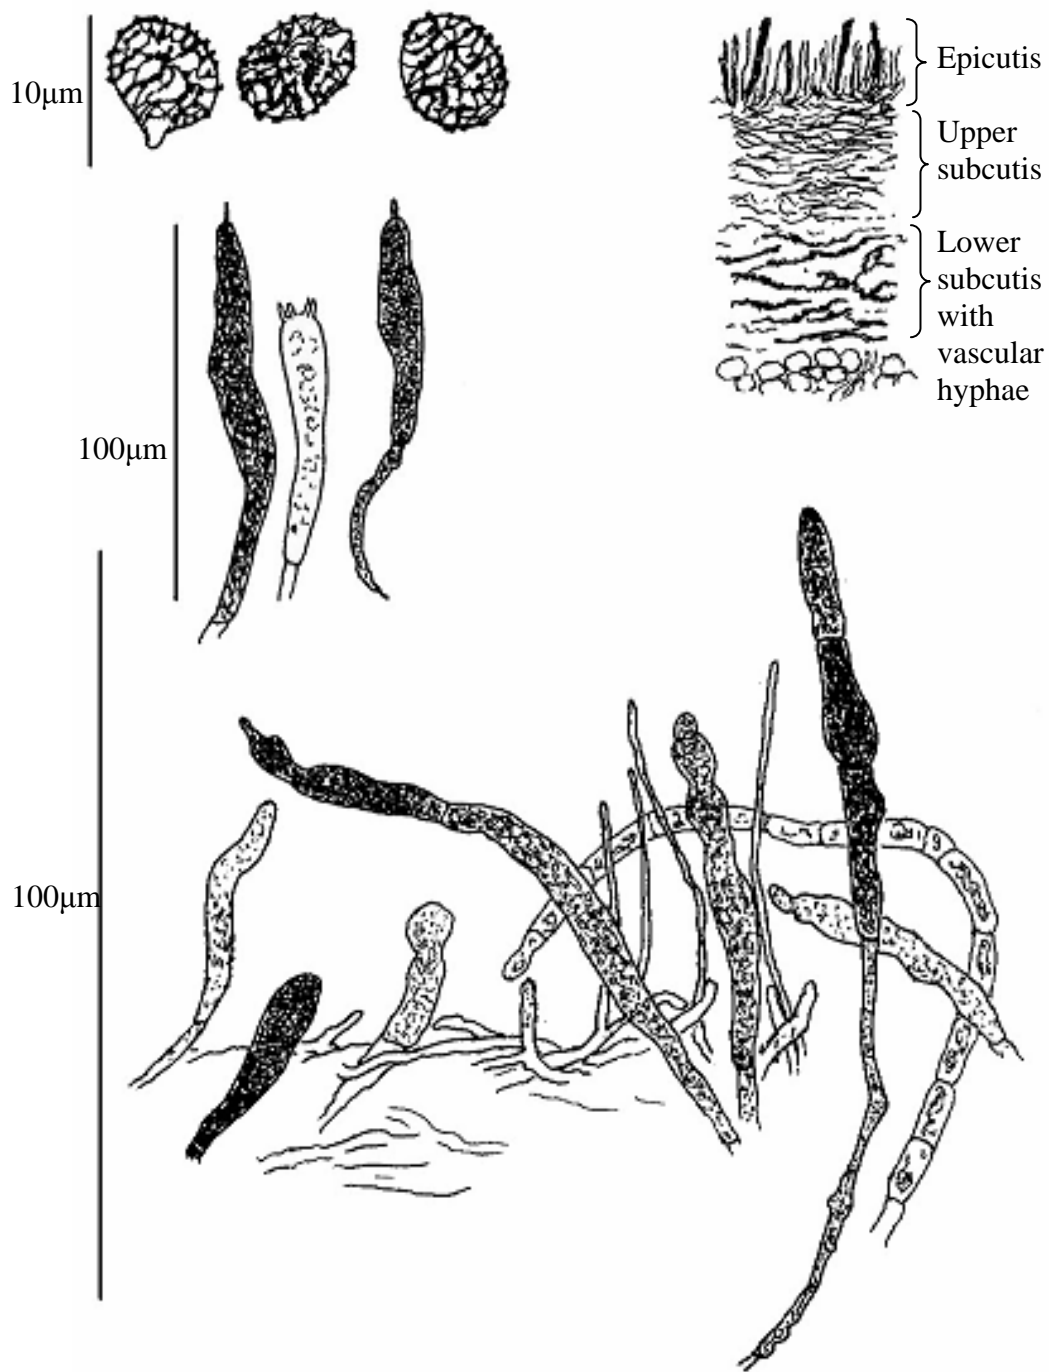 10µm
Epicutis
Upper
subcutis
Lower
subcutis
with
vascular
hyphae
100µm
100µm